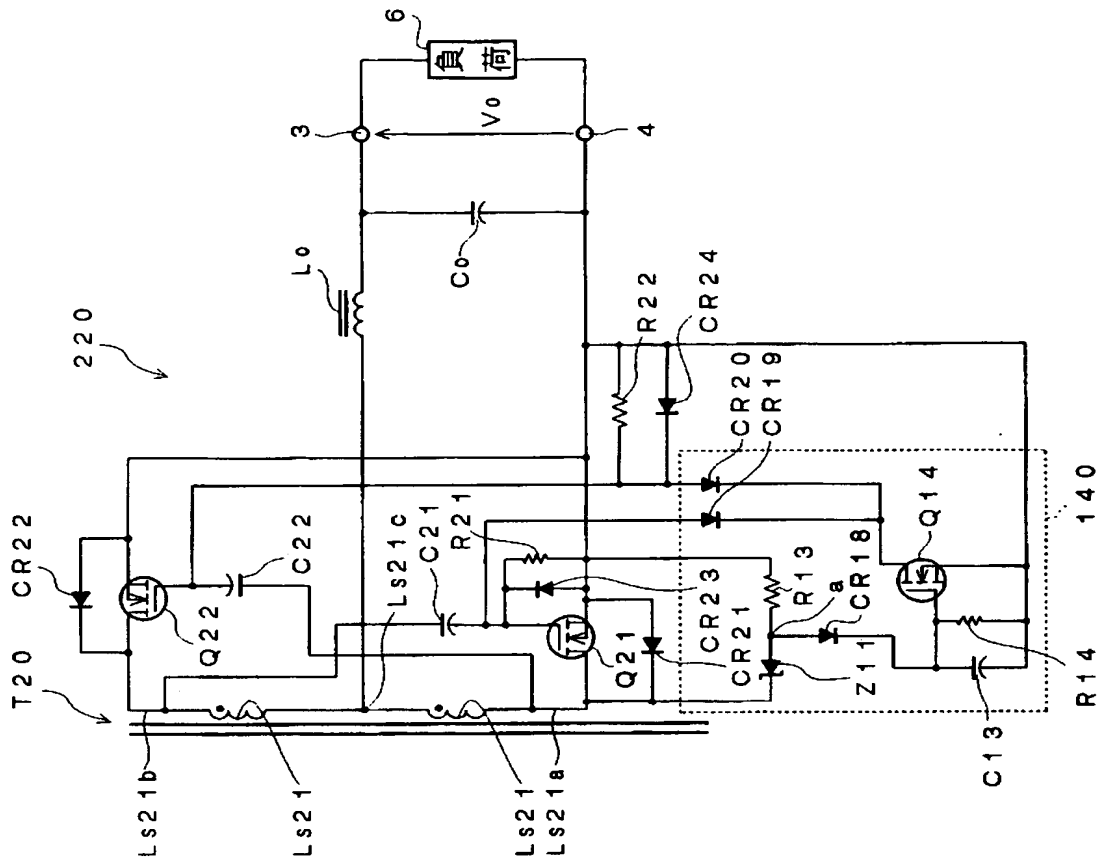 T20
CR22
220
Lo
3
6
負荷
Vo
4
Co
Q22
C22
Ls21b
Ls21
Ls21c
C21
R21
R22
CR24
CR20
CR19
Ls21
Ls21a
Q21
CR23
CR21
R13
a
CR18
Z11
Q14
140
C13
R14